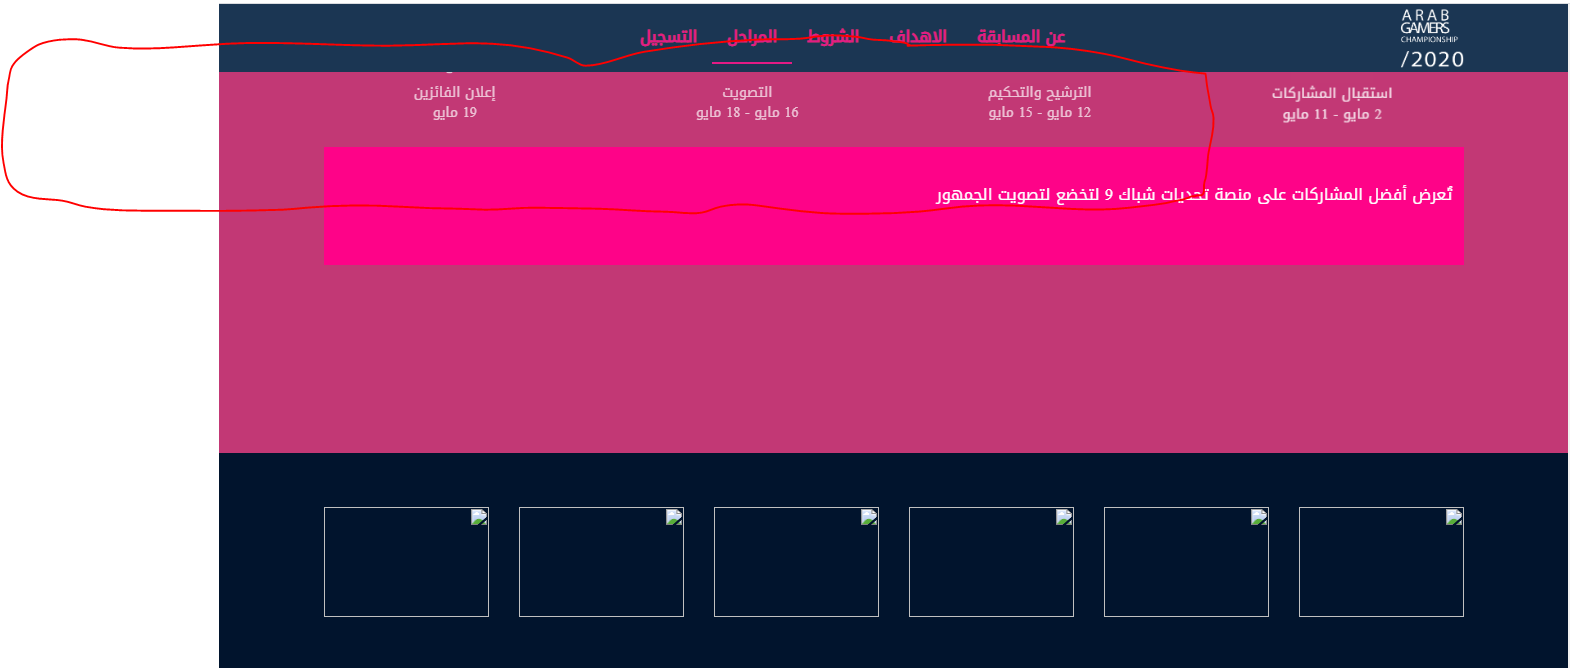 ARAB
GAMERS
CHAMPIONSHIP
/2020
عن المسابقة الاهداف الشروط المراحل التسجيل
استقبال المشاركات
2 مايو - 11 مايو
الترشيح والتحكيم
12 مايو - 15 مايو
التصويت
16 مايو - 18 مايو
إعلان الفائزين
19 مايو
تُعرض أفضل المشاركات على منصة تحديات شباك 9 لتخضع لتصويت الجمهور